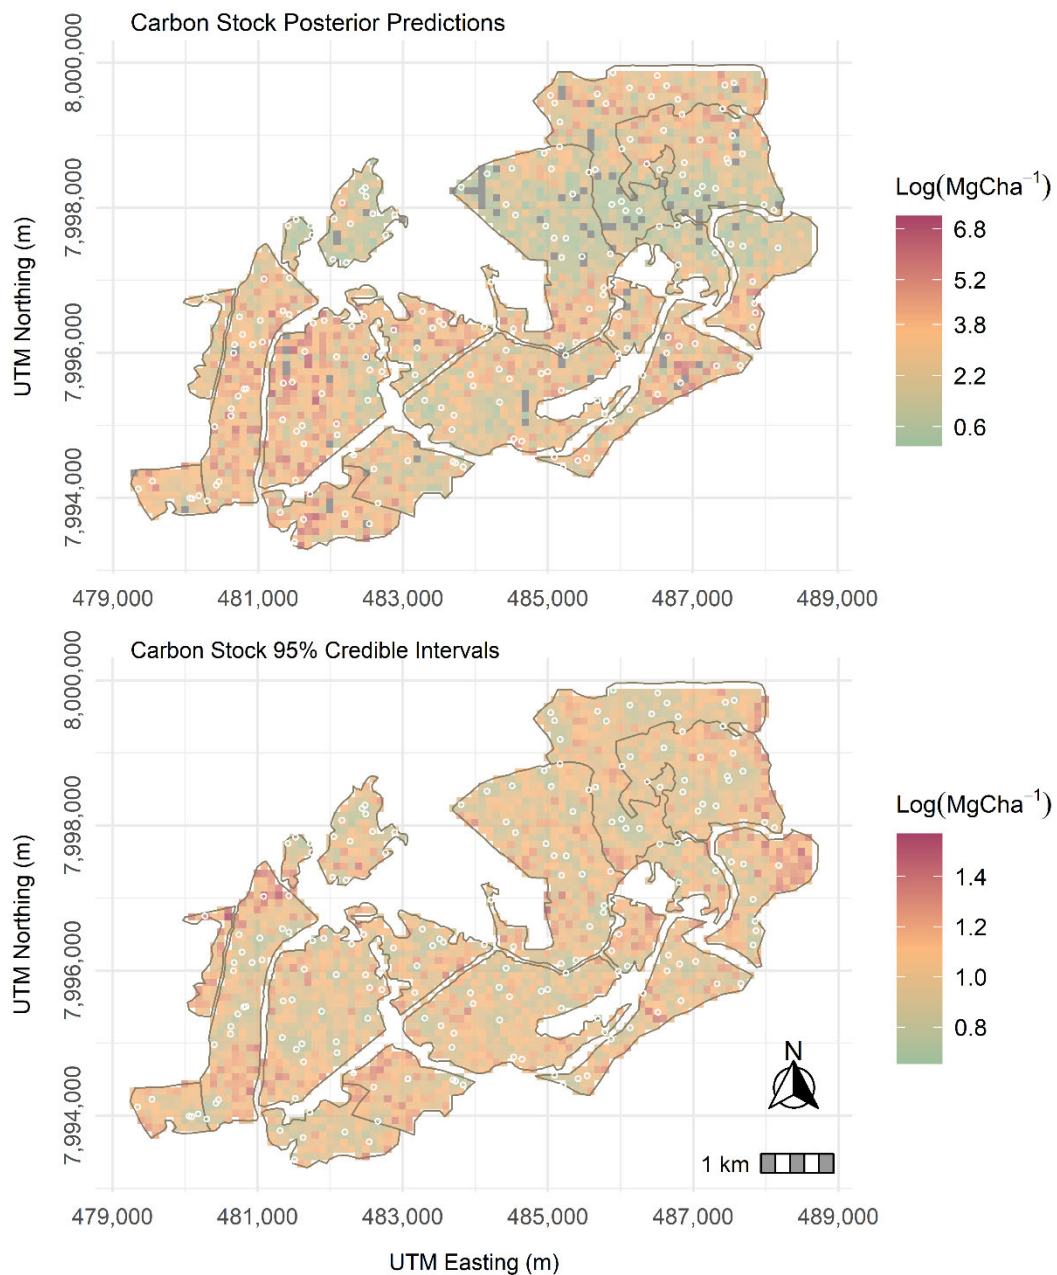 Carbon Stock Posterior Predictions
8,000,000
7,998,000
7,996,000
7,994,000
UTM Northing (m)
479,000 481,000 483,000 485,000 487,000 489,000
Log(MgCha⁻¹)
6.8
5.2
3.8
2.2
0.6
Carbon Stock 95% Credible Intervals
8,000,000
7,998,000
7,996,000
7,994,000
UTM Northing (m)
479,000 481,000 483,000 485,000 487,000 489,000
UTM Easting (m)
N
1 km
Log(MgCha⁻¹)
1.4
1.2
1.0
0.8